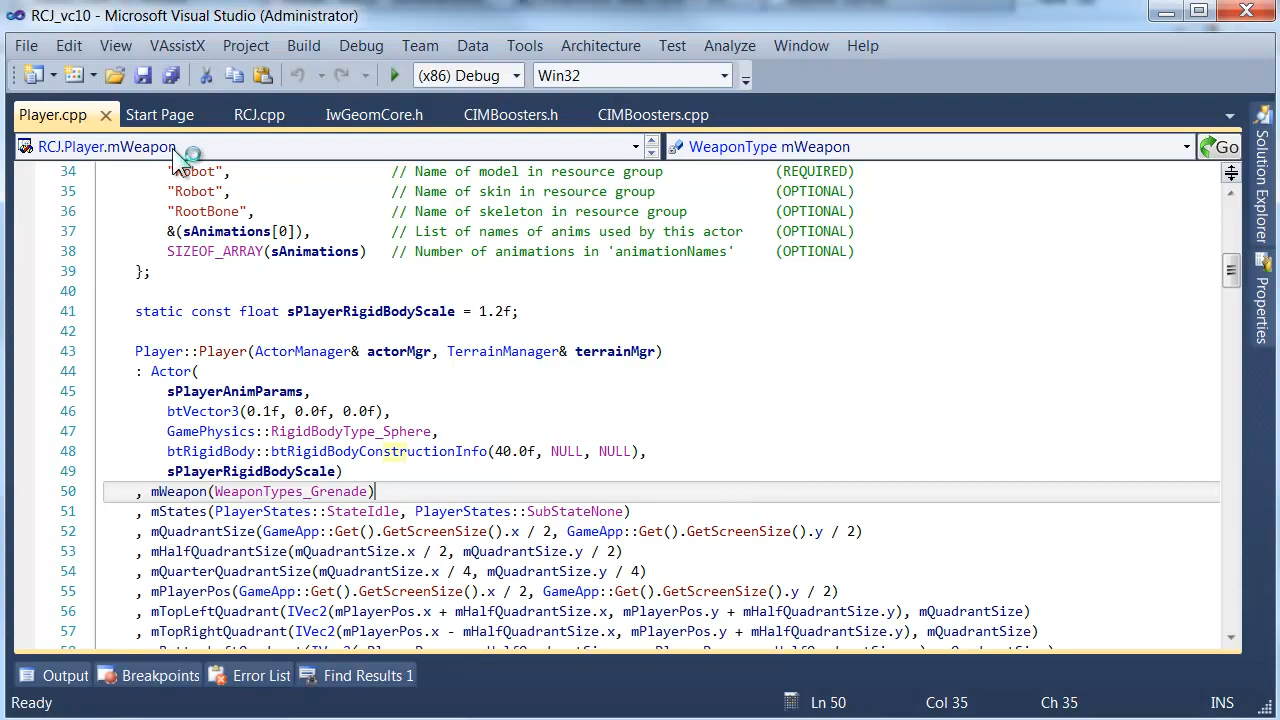 RCJ_vc10 - Microsoft Visual Studio (Administrator)
File Edit View VAssistX Project Build Debug Team Data Tools Architecture Test Analyze Window Help
(x86) Debug Win32
Player.cpp Start Page RCJ.cpp IwGeomCore.h CIMBoosters.h CIMBoosters.cpp
RCJ.Player.mWeapon WeaponType mWeapon Go
34 // Name of model in resource group (REQUIRED)
35 "Robot", // Name of skin in resource group (OPTIONAL)
36 "RootBone", // Name of skeleton in resource group (OPTIONAL)
37 &(sAnimations[0]), // List of names of anims used by this actor (OPTIONAL)
38 SIZEOF_ARRAY(sAnimations) // Number of animations in 'animationNames' (OPTIONAL)
39 };
40
41 static const float sPlayerRigidBodyScale = 1.2f;
42
43 Player::Player(ActorManager& actorMgr, TerrainManager& terrainMgr)
44 : Actor(
45 sPlayerAnimParams,
46 btVector3(0.1f, 0.0f, 0.0f),
47 GamePhysics::RigidBodyType_Sphere,
48 btRigidBody::btRigidBodyConstructionInfo(40.0f, NULL, NULL),
49 sPlayerRigidBodyScale)
50 , mWeapon(WeaponTypes_Grenade)
51 , mStates(PlayerStates::StateIdle, PlayerStates::SubStateNone)
52 , mQuadrantSize(GameApp::Get().GetScreenSize().x / 2, GameApp::Get().GetScreenSize().y / 2)
53 , mHalfQuadrantSize(mQuadrantSize.x / 2, mQuadrantSize.y / 2)
54 , mQuarterQuadrantSize(mQuadrantSize.x / 4, mQuadrantSize.y / 4)
55 , mPlayerPos(GameApp::Get().GetScreenSize().x / 2, GameApp::Get().GetScreenSize().y / 2)
56 , mTopLeftQuadrant(IVec2(mPlayerPos.x + mHalfQuadrantSize.x, mPlayerPos.y + mHalfQuadrantSize.y), mQuadrantSize)
57 , mTopRightQuadrant(IVec2(mPlayerPos.x - mHalfQuadrantSize.x, mPlayerPos.y + mHalfQuadrantSize.y), mQuadrantSize)
Solution Explorer
Properties
Output Breakpoints Error List Find Results 1
Ready Ln 50 Col 35 Ch 35 INS